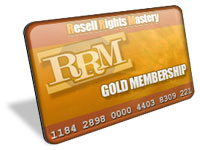 Resell Rights Mastery
RRM
GOLD MEMBERSHIP
1184 2898 0000 4403 8309 221